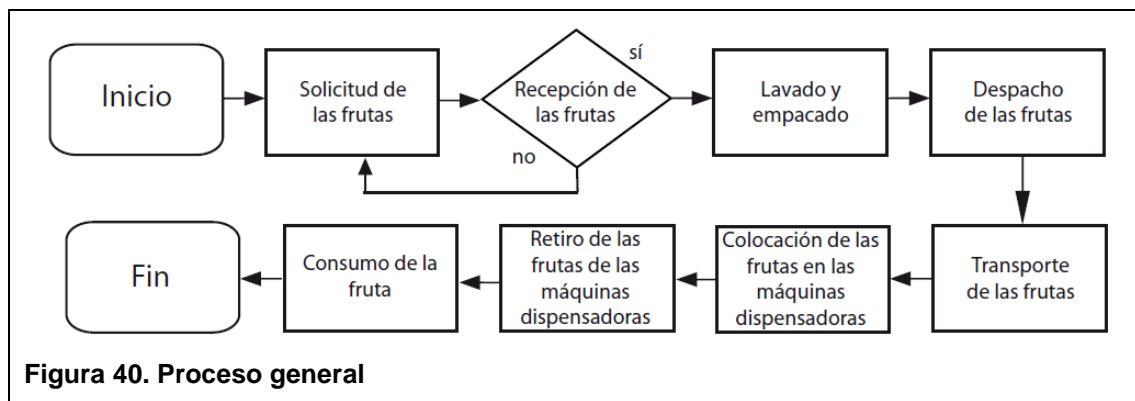 Inicio
Solicitud de
las frutas
Recepción de
las frutas
sí
no
Lavado y
empacado
Despacho
de las frutas
Transporte
de las frutas
Colocación de las
frutas en las
máquinas
dispensadoras
Retiro de las
frutas de las
máquinas
dispensadoras
Consumo de la
fruta
Fin
Figura 40. Proceso general